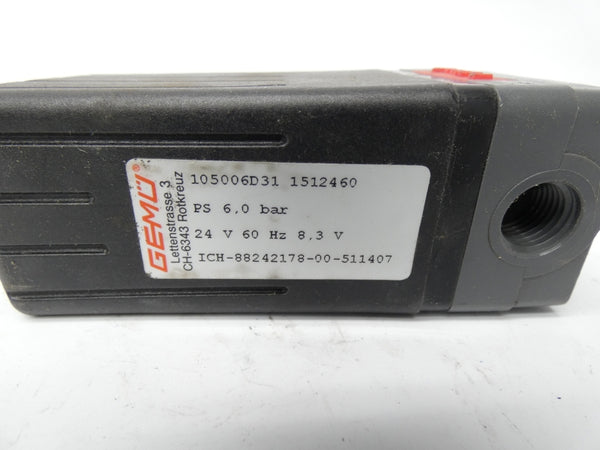 GEMÜ®
Lettenstrasse 3
CH-6343 Rotkreuz
105006D31 1512460
PS 6,0 bar
24 V 60 Hz 8,3 V
ICH-88242178-00-511407